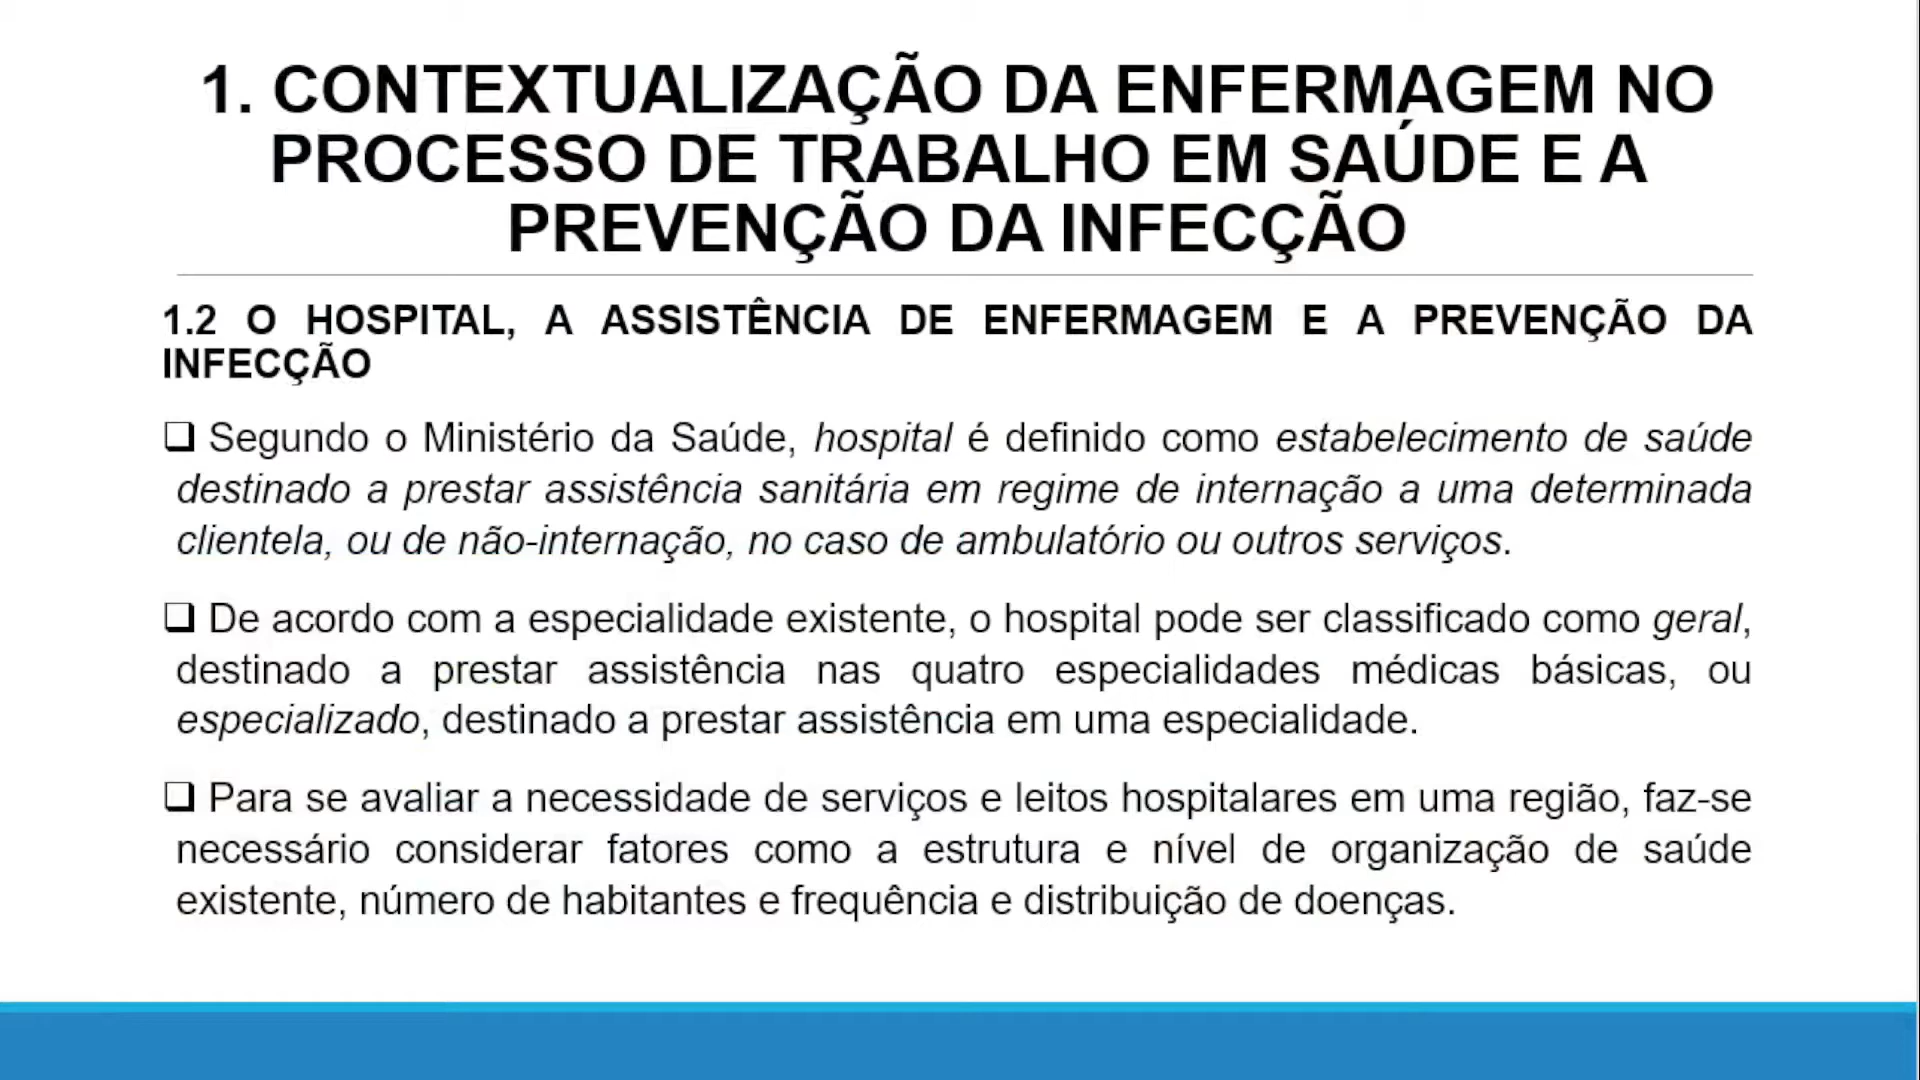 1. CONTEXTUALIZAÇÃO DA ENFERMAGEM NO
PROCESSO DE TRABALHO EM SAÚDE E A
PREVENÇÃO DA INFECÇÃO
1.2 O HOSPITAL, A ASSISTÊNCIA DE ENFERMAGEM E A PREVENÇÃO DA
INFECÇÃO
❑ Segundo o Ministério da Saúde, hospital é definido como estabelecimento de saúde
destinado a prestar assistência sanitária em regime de internação a uma determinada
clientela, ou de não-internação, no caso de ambulatório ou outros serviços.
❑ De acordo com a especialidade existente, o hospital pode ser classificado como geral,
destinado a prestar assistência nas quatro especialidades médicas básicas, ou
especializado, destinado a prestar assistência em uma especialidade.
❑ Para se avaliar a necessidade de serviços e leitos hospitalares em uma região, faz-se
necessário considerar fatores como a estrutura e nível de organização de saúde
existente, número de habitantes e frequência e distribuição de doenças.